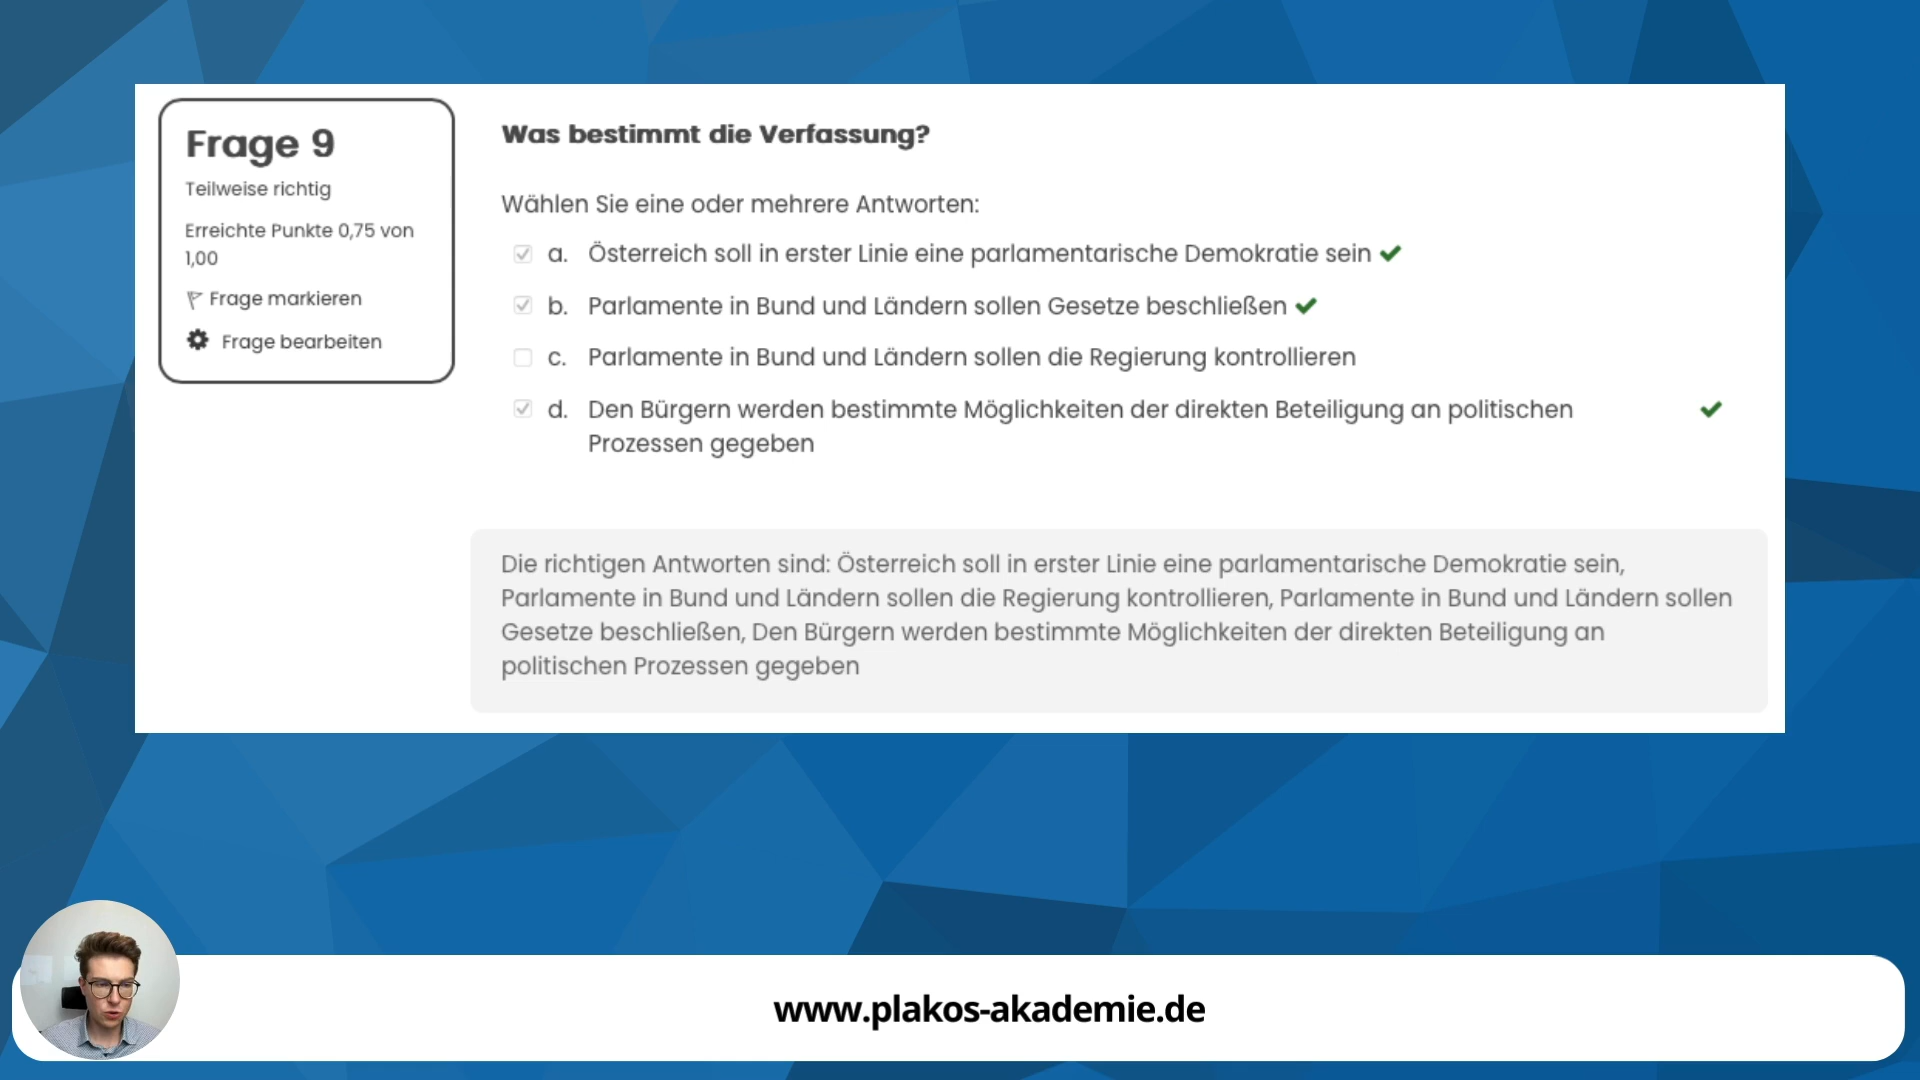 Frage 9
Teilweise richtig
Erreichte Punkte 0,75 von
1,00
Frage markieren
Frage bearbeiten
Was bestimmt die Verfassung?
Wählen Sie eine oder mehrere Antworten:
a. Österreich soll in erster Linie eine parlamentarische Demokratie sein
b. Parlamente in Bund und Ländern sollen Gesetze beschließen
c. Parlamente in Bund und Ländern sollen die Regierung kontrollieren
d. Den Bürgern werden bestimmte Möglichkeiten der direkten Beteiligung an politischen
Prozessen gegeben
Die richtigen Antworten sind: Österreich soll in erster Linie eine parlamentarische Demokratie sein,
Parlamente in Bund und Ländern sollen die Regierung kontrollieren, Parlamente in Bund und Ländern sollen
Gesetze beschließen, Den Bürgern werden bestimmte Möglichkeiten der direkten Beteiligung an
politischen Prozessen gegeben
www.plakos-akademie.de